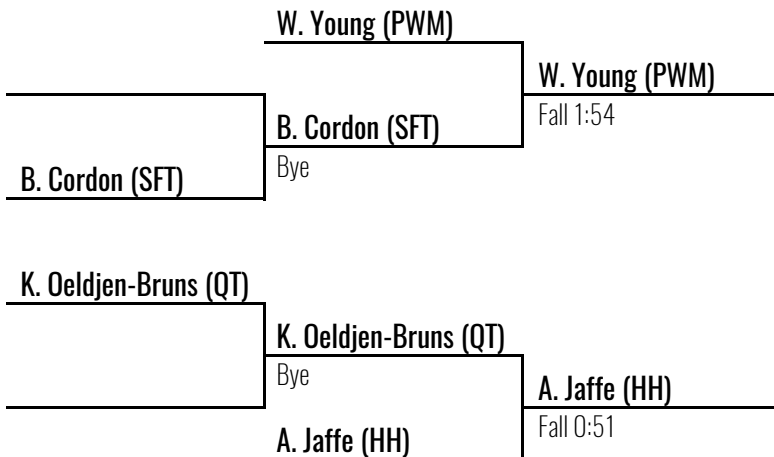 W. Young (PWM)
W. Young (PWM)
Fall 1:54
B. Cordon (SFT)
Bye
B. Cordon (SFT)
K. Oeldjen-Bruns (QT)
K. Oeldjen-Bruns (QT)
Bye
A. Jaffe (HH)
Fall 0:51
A. Jaffe (HH)